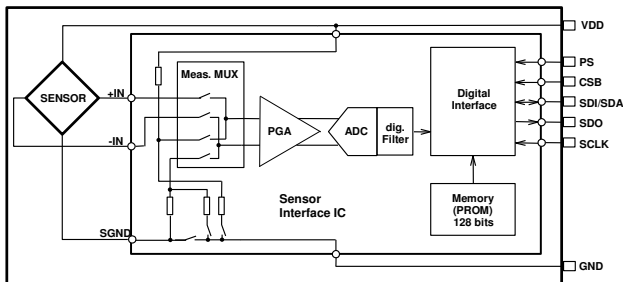 VDD
PS
CSB
SDI/SDA
SDO
SCLK
GND
SENSOR
+IN
-IN
SGND
Meas. MUX
PGA
ADC
dig.
Filter
Digital
Interface
Memory
(PROM)
128 bits
Sensor
Interface IC